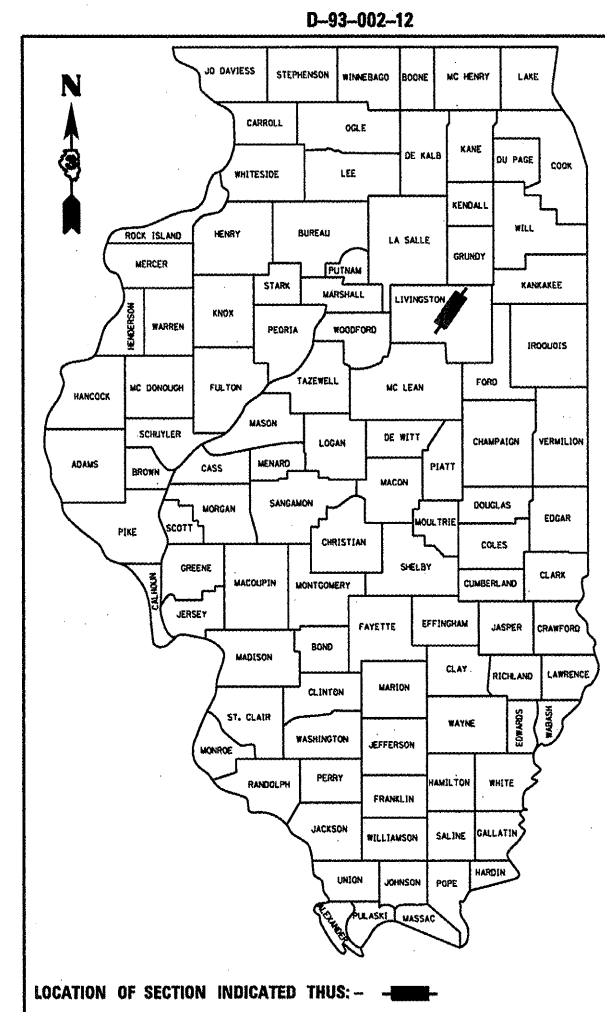 D-93-002-12
JO DAVIESS STEPHENSON WINNEBAGO BOONE MC HENRY LAKE
N
CARROLL OGLE
DE KALB KANE DU PAGE COOK
WHITESIDE LEE
KENDALL
ROCK ISLAND HENRY BUREAU LA SALLE WILL
MERCER PUTNAM GRUNDY
STARK MARSHALL LIVINGSTON KANKAKEE
HENDERSON WARREN KNOX PEORIA WOODFORD IROQUOIS
HANCOCK MC DONOUGH FULTON TAZEWELL MC LEAN FORD
MASON
SCHUYLER LOGAN DE WITT CHAMPAIGN VERMILION
ADAMS BROWN CASS MENARD PIATT
MACON
MORGAN SANGAMON DOUGLAS
PIKE SCOTT MOULTRIE EDGAR
CHRISTIAN COLES
GREENE SHELBY
CALHOUN MACOUPIN MONTGOMERY CUMBERLAND CLARK
JERSEY
FAYETTE EFFINGHAM JASPER CRAWFORD
MADISON BOND
CLAY RICHLAND LAWRENCE
CLINTON MARION
ST. CLAIR WAYNE EDWARDS WABASH
WASHINGTON JEFFERSON
MONROE
RANDOLPH PERRY HAMILTON WHITE
FRANKLIN
JACKSON WILLIAMSON SALINE GALLATIN
HARDIN
UNION JOHNSON POPE
ALEXANDER PULASKI MASSAC
LOCATION OF SECTION INDICATED THUS: -